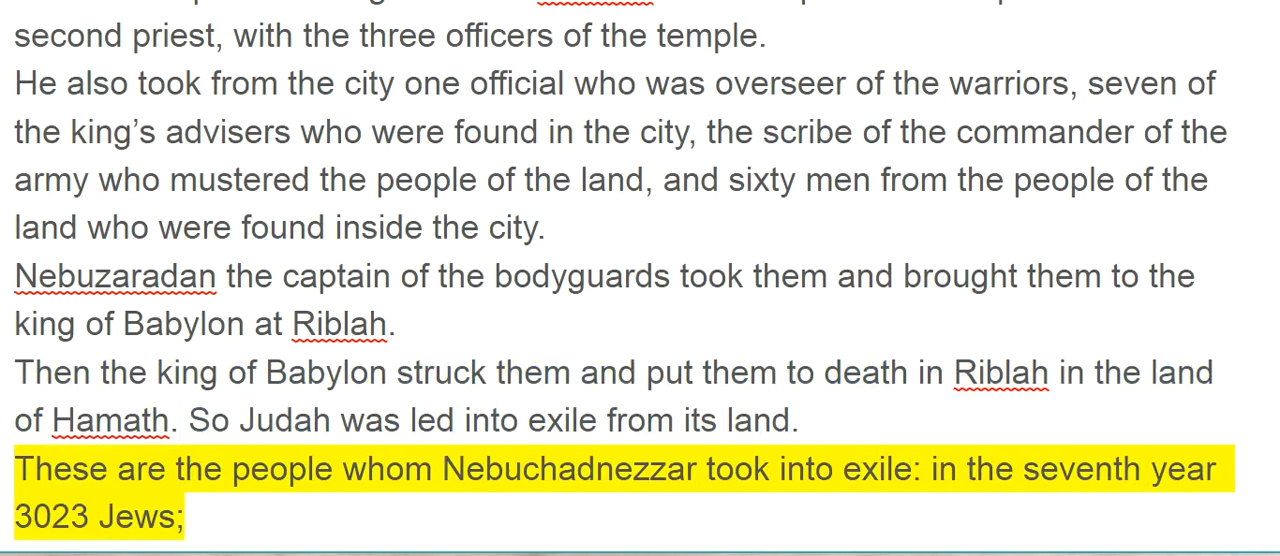 second priest, with the three officers of the temple.
He also took from the city one official who was overseer of the warriors, seven of
the king’s advisers who were found in the city, the scribe of the commander of the
army who mustered the people of the land, and sixty men from the people of the
land who were found inside the city.
Nebuzaradan the captain of the bodyguards took them and brought them to the
king of Babylon at Riblah.
Then the king of Babylon struck them and put them to death in Riblah in the land
of Hamath. So Judah was led into exile from its land.
These are the people whom Nebuchadnezzar took into exile: in the seventh year
3023 Jews;